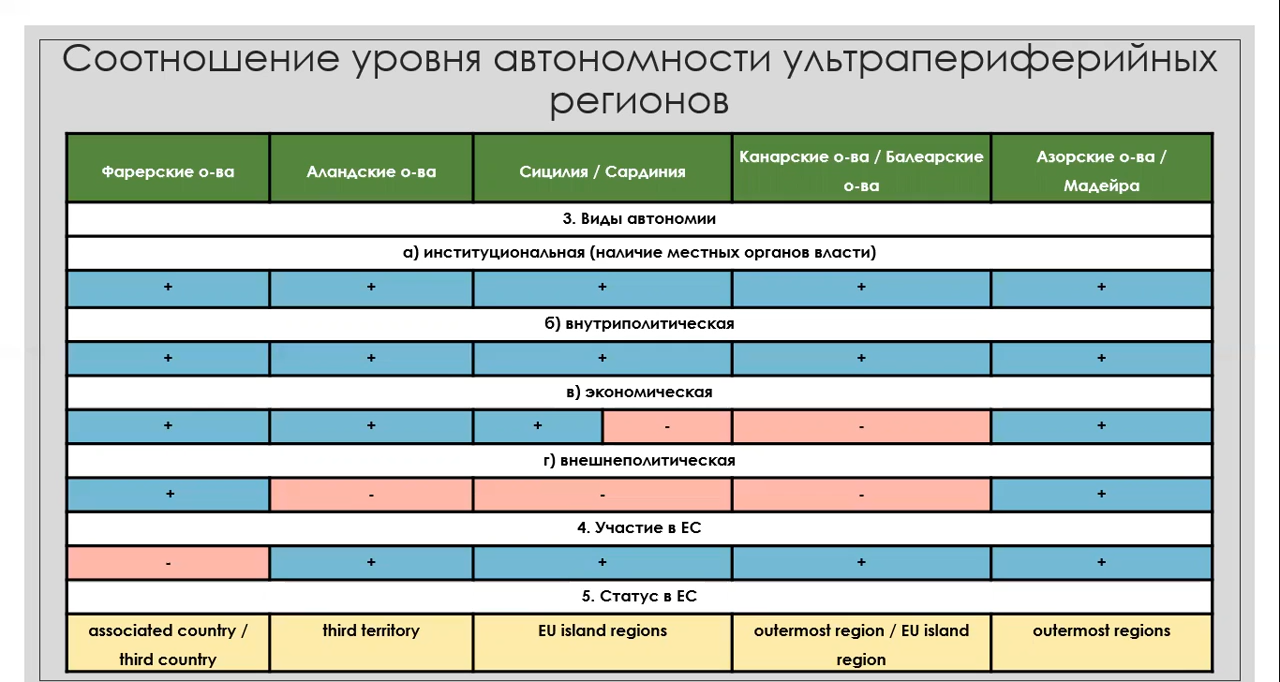 Соотношение уровня автономности ультрапериферийных
регионов
Фарерские о-ва
Аландские о-ва
Сицилия / Сардиния
Канарские о-ва / Балеарские
о-ва
Азорские о-ва /
Мадейра
3. Виды автономии
а) институциональная (наличие местных органов власти)
+ + + + +
б) внутриполитическая
+ + + + +
в) экономическая
+ + + - - +
г) внешнеполитическая
+ - - - +
4. Участие в ЕС
- + + + +
5. Статус в ЕС
associated country /
third country
third territory
EU island regions
outermost region / EU island
region
outermost regions